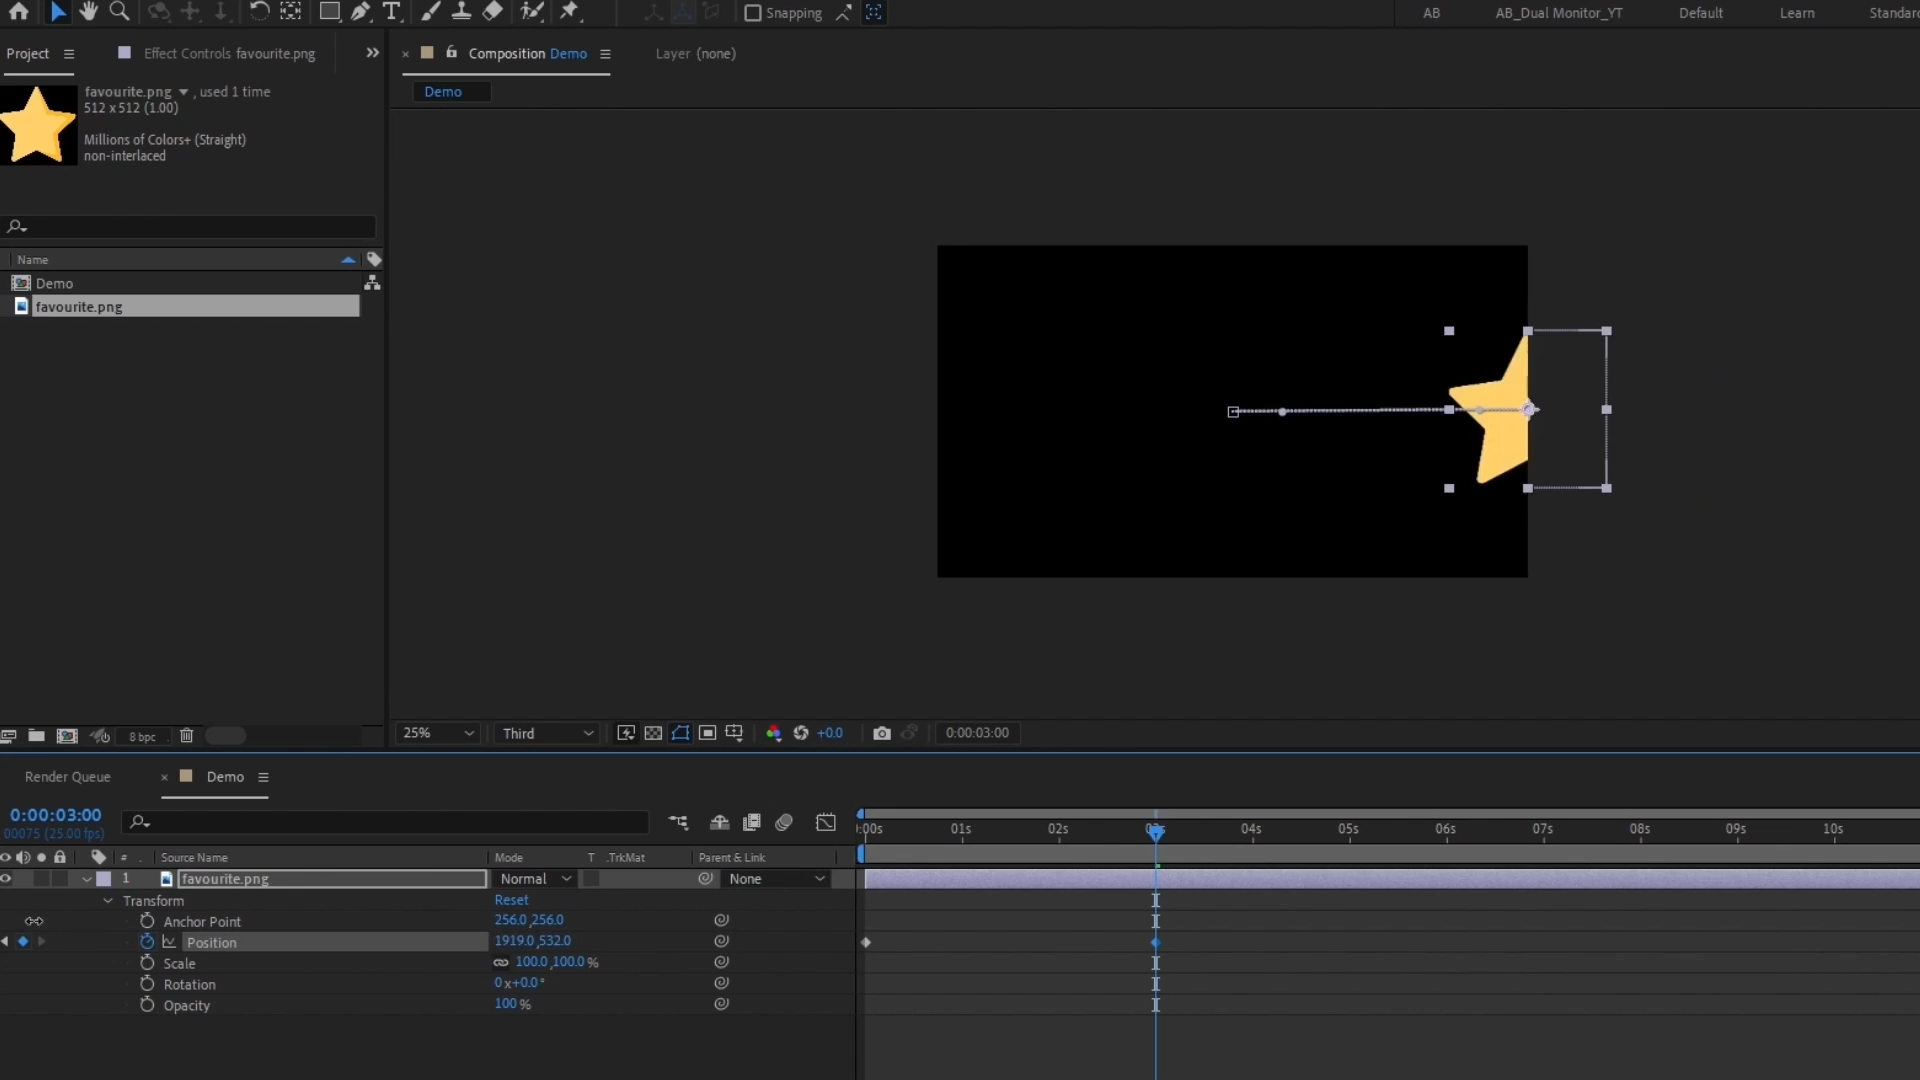 Snapping
AB
AB_Dual Monitor_YT
Default
Learn
Standard
Project
Effect Controls favourite.png
Composition Demo
Layer (none)
Demo
favourite.png , used 1 time
512 x 512 (1.00)
Millions of Colors+ (Straight)
non-interlaced
Name
Demo
favourite.png
8 bpc
25%
Third
+0.0
0:00:03:00
Render Queue
Demo
0:00:03:00
00075 (25.00 fps)
:00s
01s
02s
03s
04s
05s
06s
07s
08s
09s
10s
#
Source Name
Mode
T .TrkMat
Parent & Link
1
favourite.png
Normal
None
Transform
Reset
Anchor Point
256.0,256.0
Position
1919.0,532.0
Scale
100.0,100.0 %
Rotation
0x+0.0°
Opacity
100 %